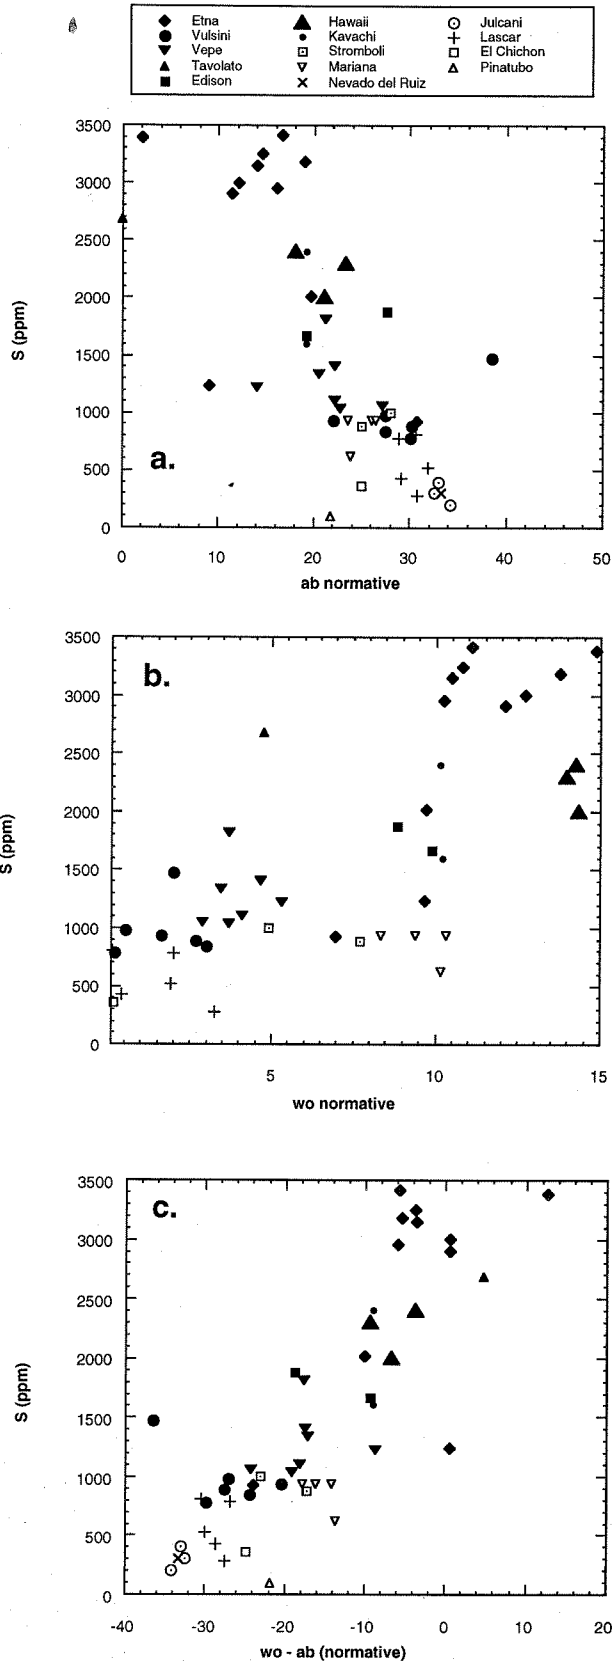 Etna Hawaii Julcani
Vulsini Kavachi Lascar
Vepe Stromboli El Chichon
Tavolato Mariana Pinatubo
Edison Nevado del Ruiz
3500
3000
2500
2000
1500
1000
500
0
S (ppm)
a.
0 10 20 30 40 50
ab normative
3500
3000
2500
2000
1500
1000
500
0
S (ppm)
b.
5 10 15
wo normative
3500
3000
2500
2000
1500
1000
500
0
S (ppm)
c.
-40 -30 -20 -10 0 10 20
wo - ab (normative)